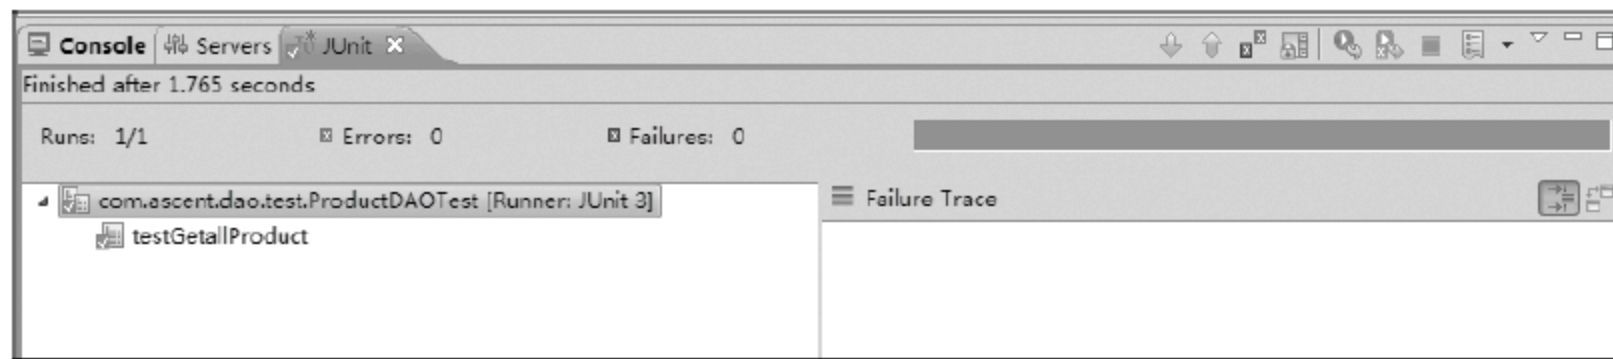 Console Servers JUnit
Finished after 1.765 seconds
Runs: 1/1 Errors: 0 Failures: 0
com.ascent.dao.test.ProductDAOTest [Runner: JUnit 3]
testGetallProduct
Failure Trace